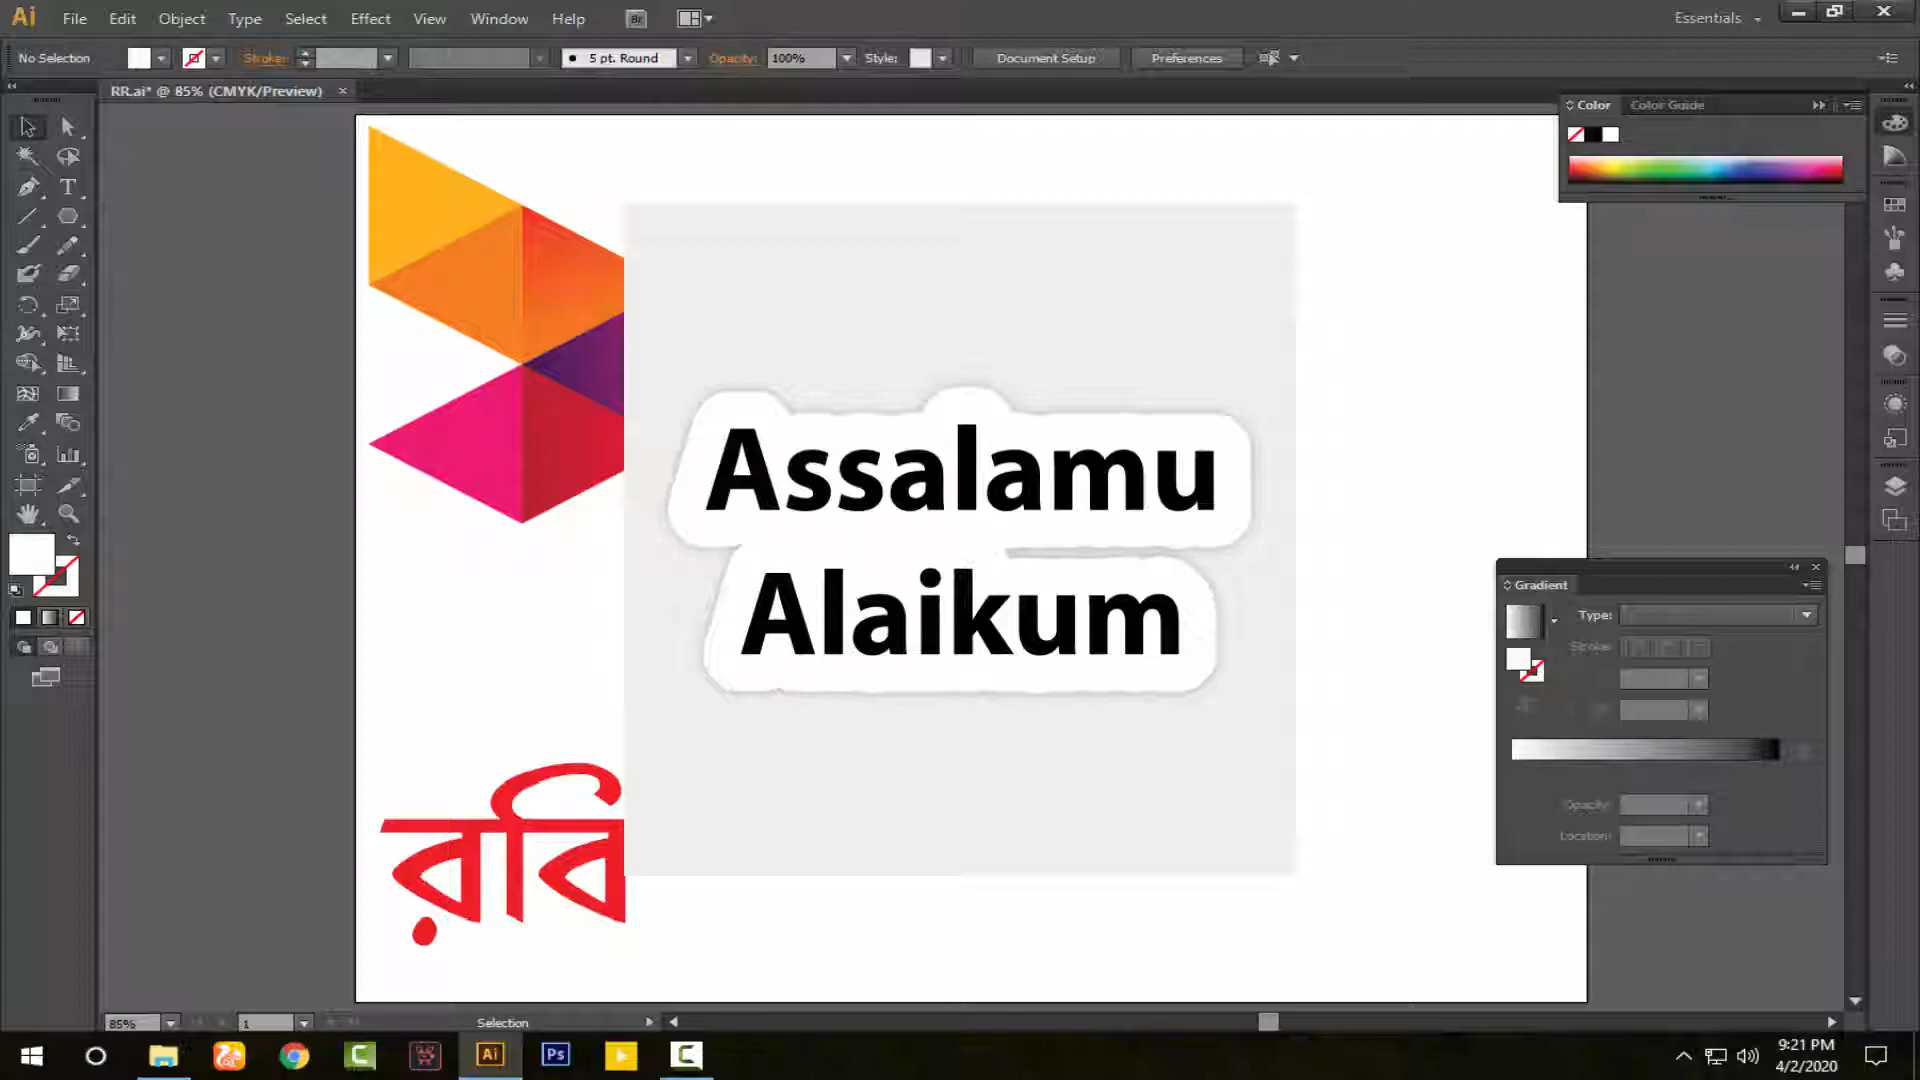 Ai File Edit Object Type Select Effect View Window Help Br Essentials
No Selection Stroke: 5 pt. Round Opacity: 100% Style: Document Setup Preferences
RR.ai* @ 85% (CMYK/Preview)
Color Color Guide
Assalamu
Alaikum
Gradient
Type:
Stroke:
Opacity:
Location:
রবি
85% 1 Selection
Ai Ps
9:21 PM
4/2/2020